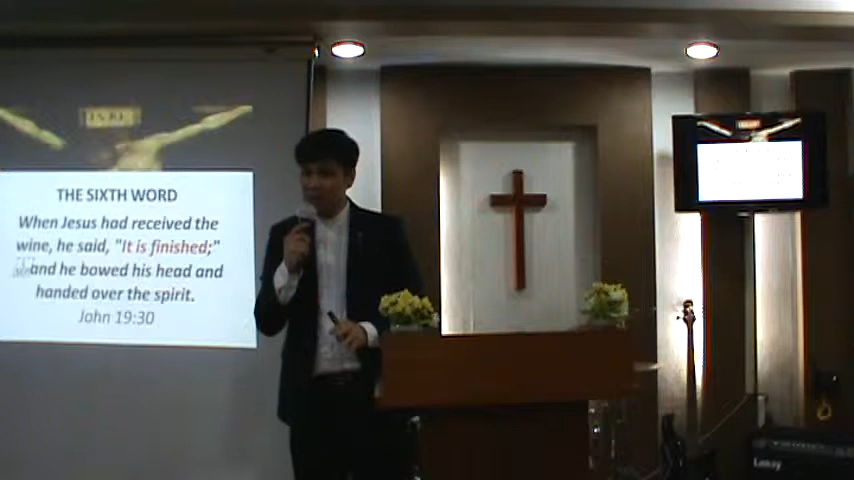 THE SIXTH WORD
When Jesus had received the
wine, he said, "It is finished;"
and he bowed his head and
handed over the spirit.
John 19:30
Laney